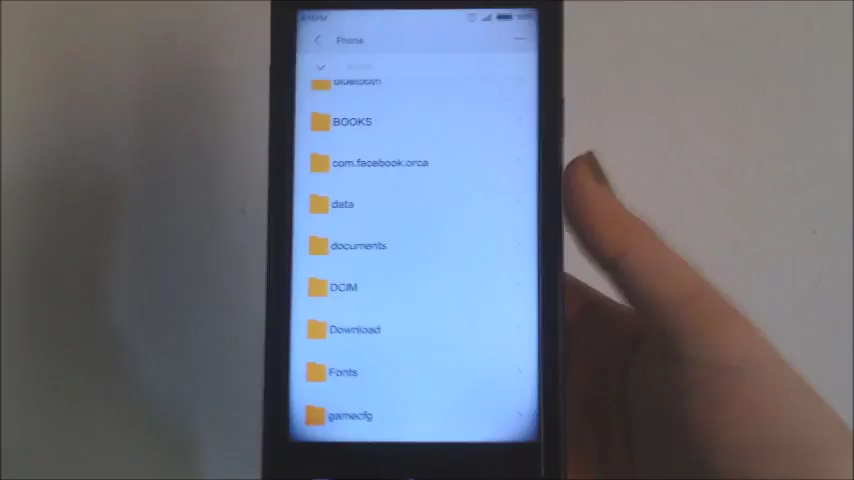 Phone
bluetooth
BOOKS
com.facebook.orca
data
documents
DCIM
Download
Fonts
gamecfg